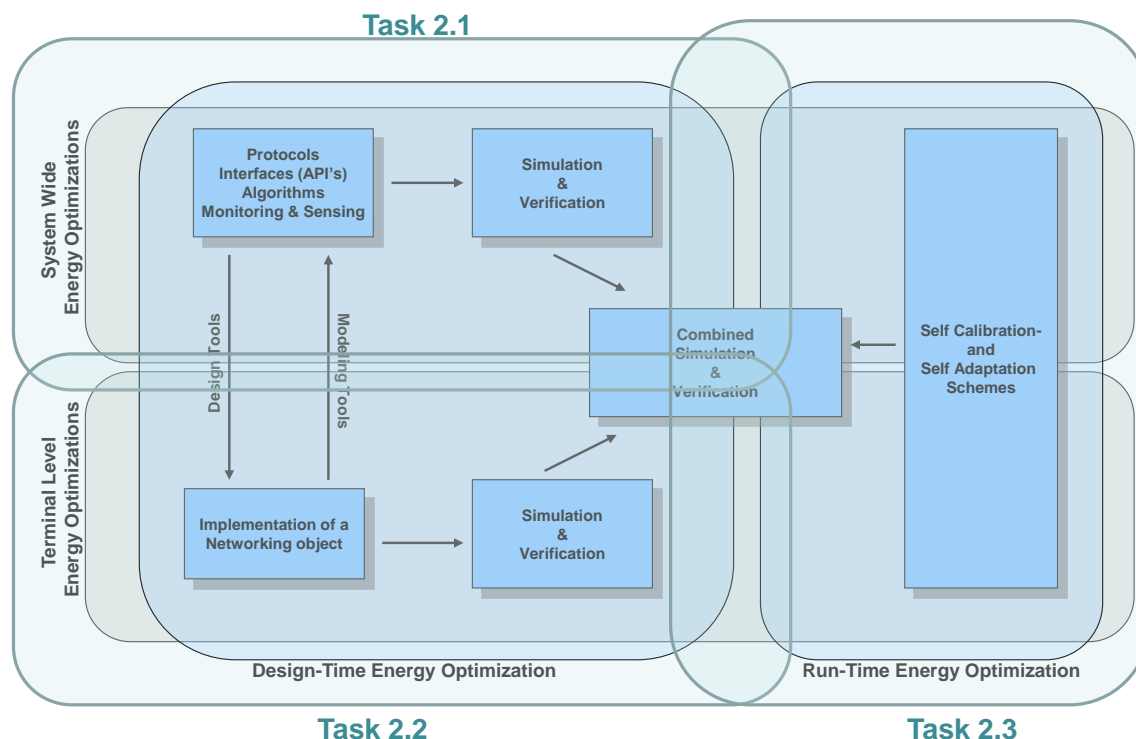 Task 2.1
System Wide
Energy Optimizations
Protocols
Interfaces (API's)
Algorithms
Monitoring & Sensing
Simulation
&
Verification
Design Tools
Modeling Tools
Combined
Simulation
&
Verification
Self Calibration-
and
Self Adaptation
Schemes
Terminal Level
Energy Optimizations
Implementation of a
Networking object
Simulation
&
Verification
Design-Time Energy Optimization
Run-Time Energy Optimization
Task 2.2
Task 2.3